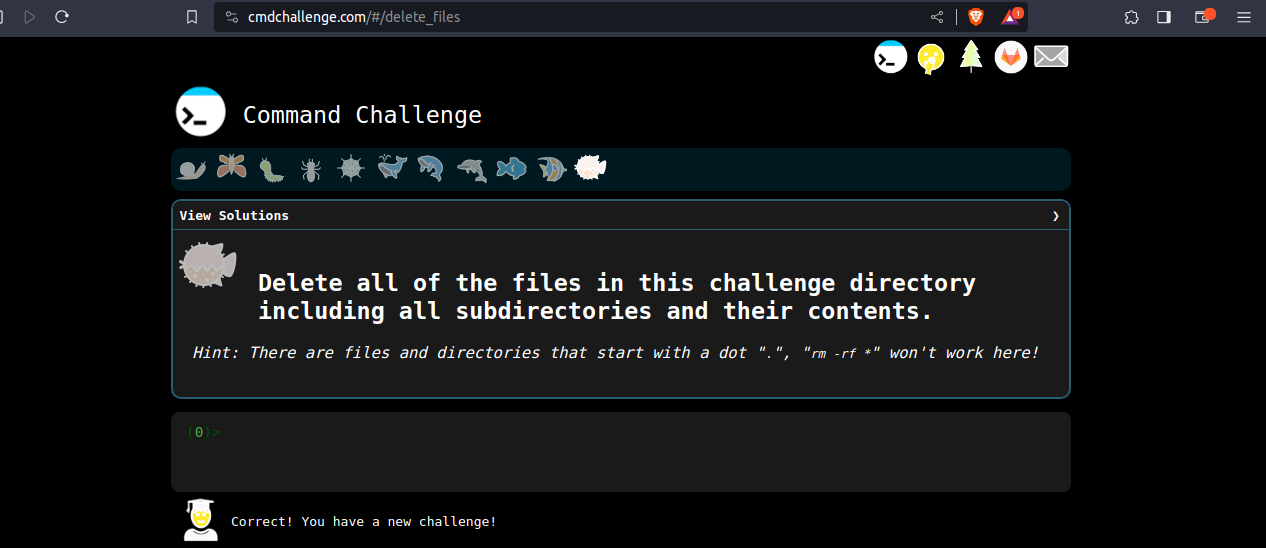 cmdchallenge.com/#/delete_files
1
Command Challenge
View Solutions
Delete all of the files in this challenge directory
including all subdirectories and their contents.
Hint: There are files and directories that start with a dot ".", "rm -rf *" won't work here!
(0)>
Correct! You have a new challenge!